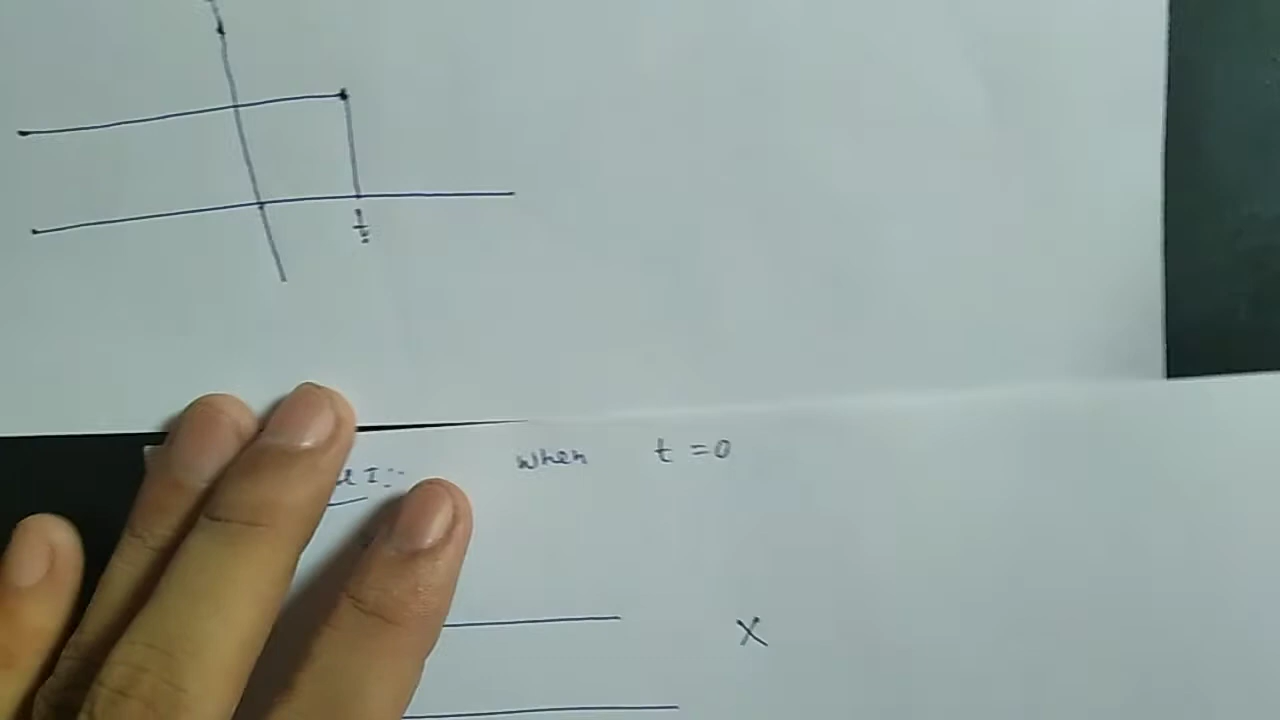 t
I:- when t = 0
X